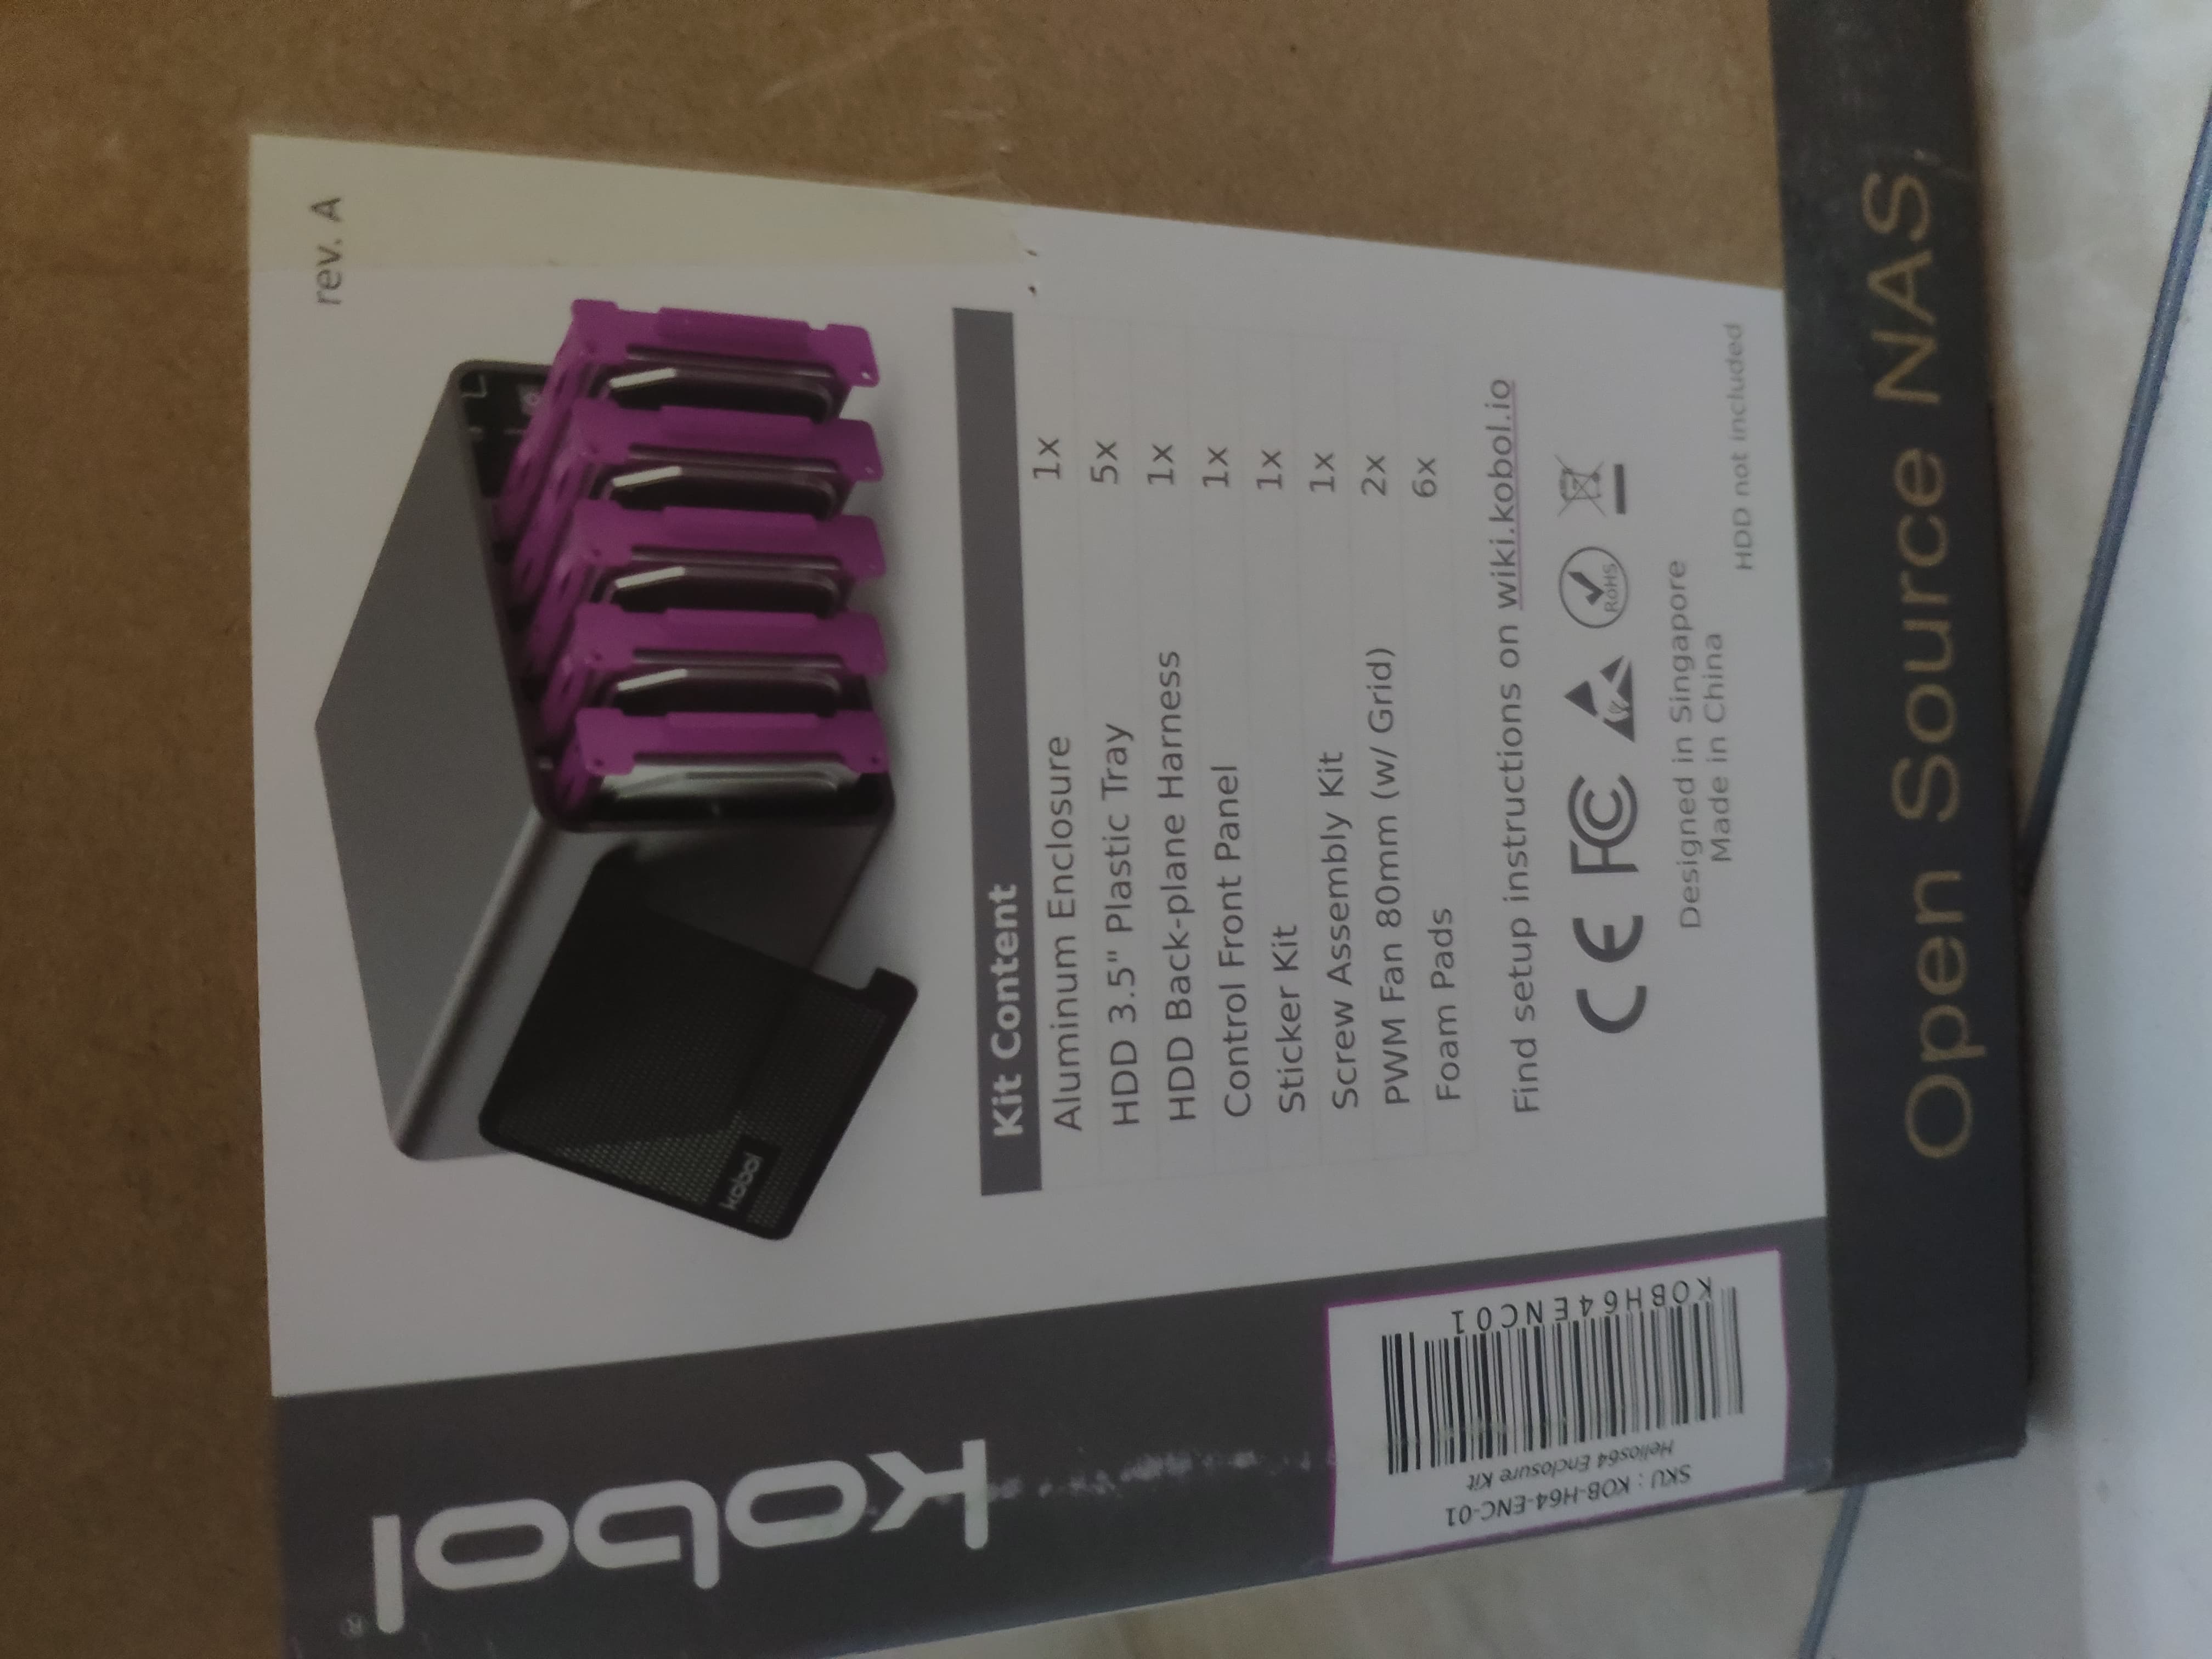 kobol®
rev. A
kobol
Kit Content
Aluminum Enclosure 1x
HDD 3.5" Plastic Tray 5x
HDD Back-plane Harness 1x
Control Front Panel 1x
Sticker Kit 1x
Screw Assembly Kit 1x
PWM Fan 80mm (w/ Grid) 2x
Foam Pads 6x
Find setup instructions on wiki.kobol.io
CE FC RoHS
Designed in Singapore
Made in China
HDD not included
SKU : KOB-H64-ENC-01
Helios64 Enclosure Kit
KOBH64ENC01
Open Source NAS